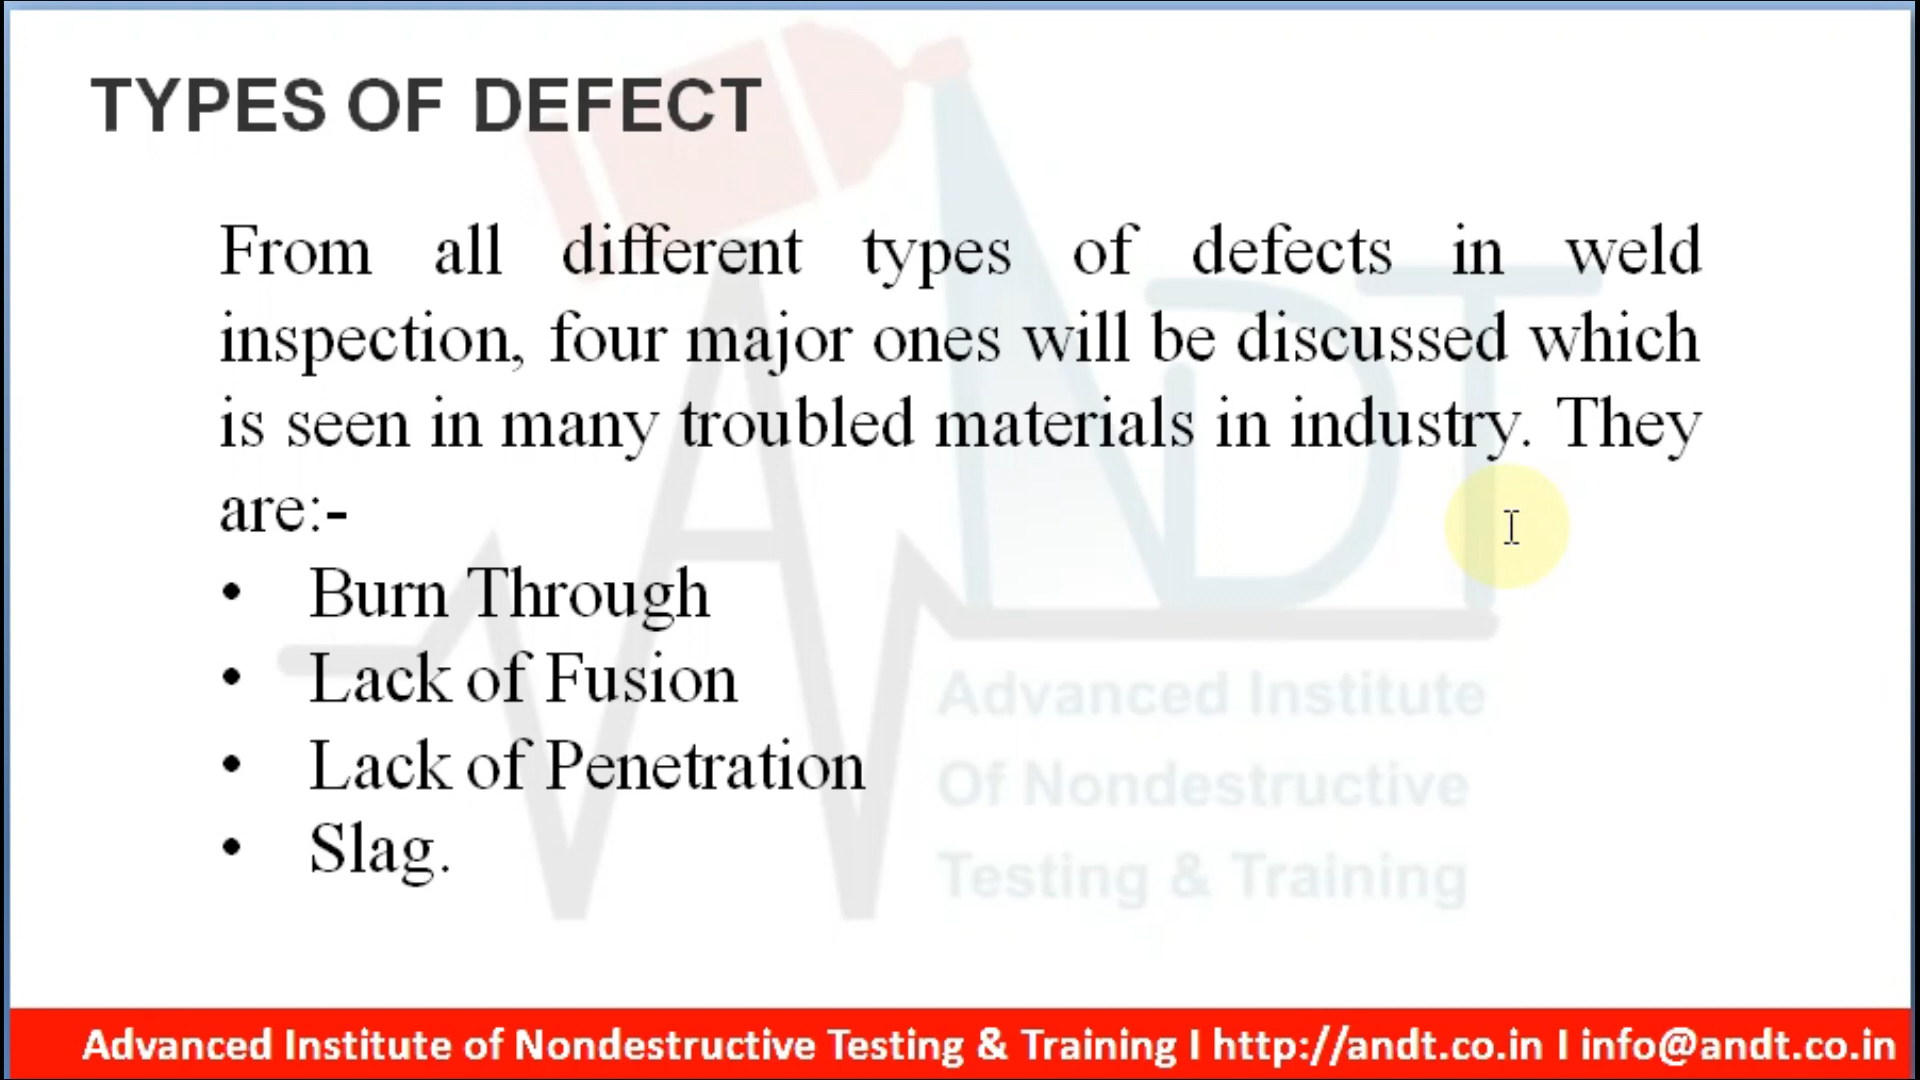 TYPES OF DEFECT
From all different types of defects in weld
inspection, four major ones will be discussed which
is seen in many troubled materials in industry. They
are:-
• Burn Through
• Lack of Fusion
• Lack of Penetration
• Slag.
ANDT
Advanced Institute
Of Nondestructive
Testing & Training
Advanced Institute of Nondestructive Testing & Training I http://andt.co.in I info@andt.co.in